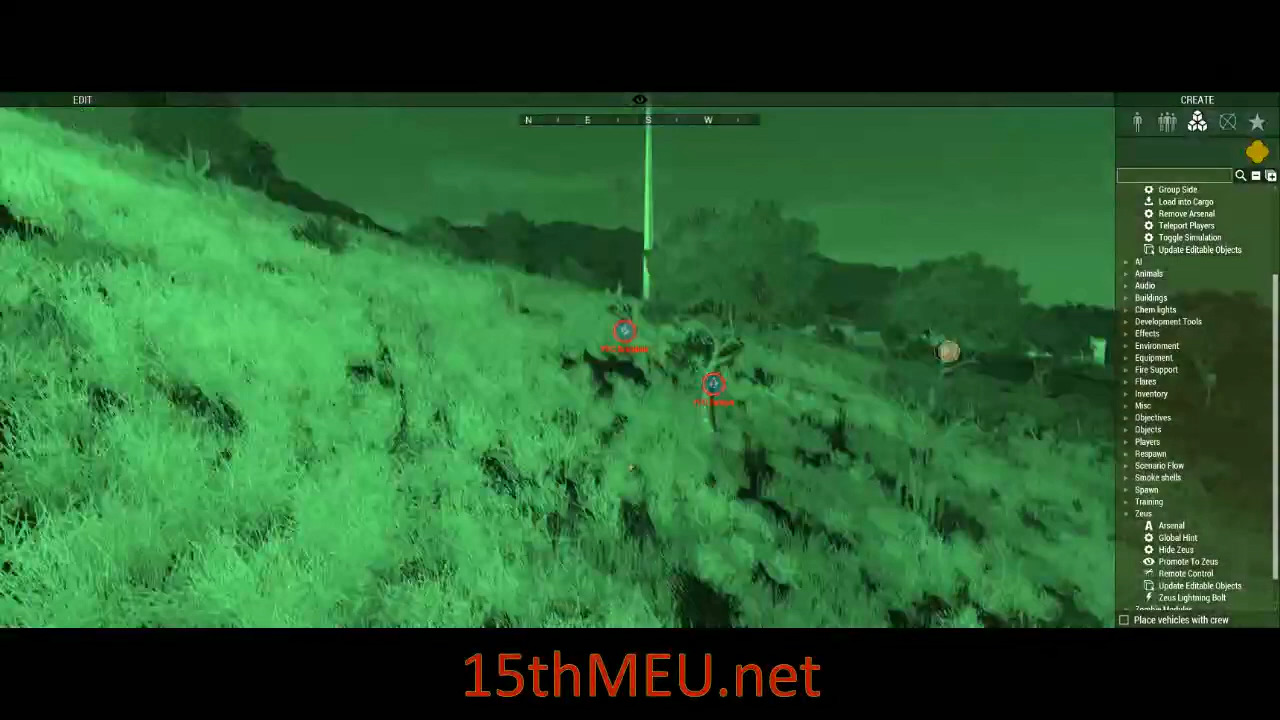 EDIT
CREATE
N E S W
Group Side
Load into Cargo
Remove Arsenal
Teleport Players
Toggle Simulation
Update Editable Objects
AI
Animals
Audio
Buildings
Chem lights
Development Tools
Effects
Environment
Equipment
Fire Support
Flares
Inventory
Misc
Objectives
Objects
Players
Respawn
Scenario Flow
Smoke shells
Spawn
Training
Zeus
A Arsenal
Global Hint
Hide Zeus
Promote To Zeus
Remote Control
Update Editable Objects
Zeus Lightning Bolt
Zombie Modules
Place vehicles with crew
15thMEU.net